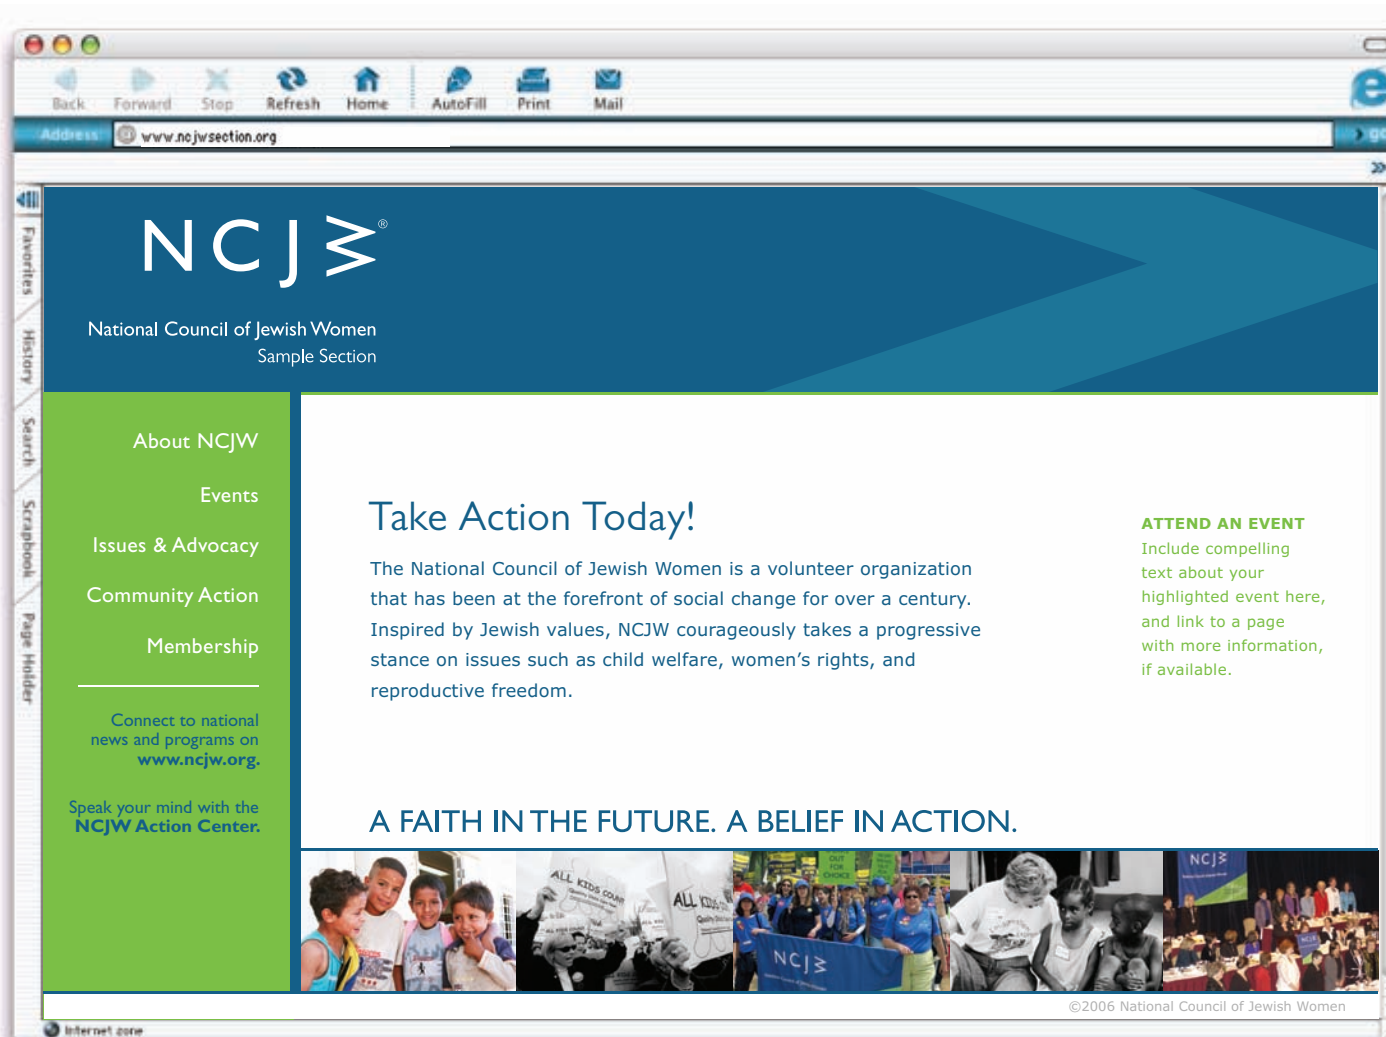 Back Forward Stop Refresh Home AutoFill Print Mail
Address: www.ncjwsection.org
Favorites
History
Search
Scrapbook
Page Holder
NCJW®
National Council of Jewish Women
Sample Section
About NCJW
Events
Issues & Advocacy
Community Action
Membership
Connect to national
news and programs on
www.ncjw.org.
Speak your mind with the
NCJW Action Center.
Take Action Today!
The National Council of Jewish Women is a volunteer organization
that has been at the forefront of social change for over a century.
Inspired by Jewish values, NCJW courageously takes a progressive
stance on issues such as child welfare, women's rights, and
reproductive freedom.
ATTEND AN EVENT
Include compelling
text about your
highlighted event here,
and link to a page
with more information,
if available.
A FAITH IN THE FUTURE. A BELIEF IN ACTION.
ALL KIDS COUNT
ALL KIDS
OUT
FOR
CHOICE
NCJW
NCJW
©2006 National Council of Jewish Women
Internet zone